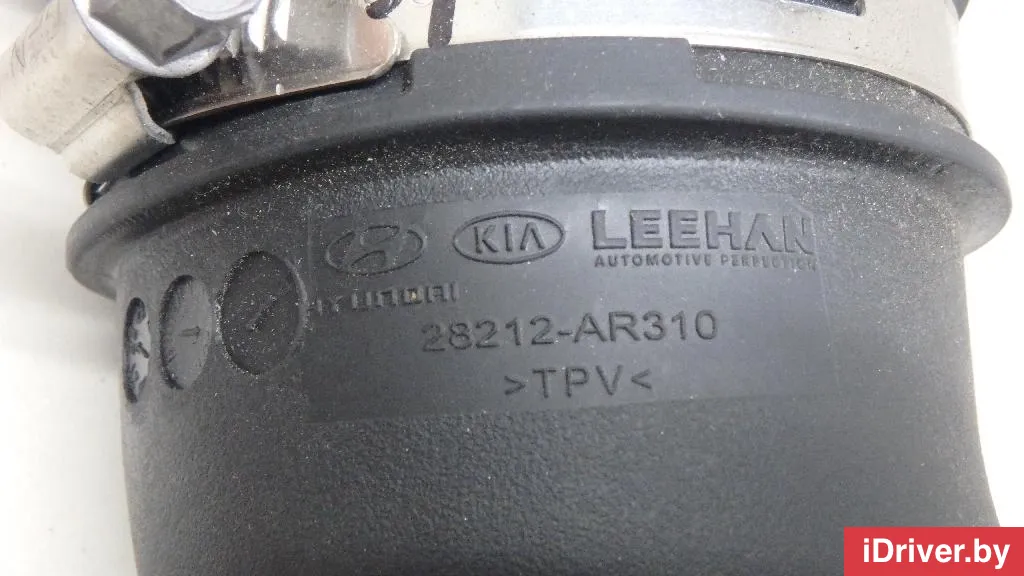 KIA LEEHAN
AUTOMOTIVE PERFECTION
HYUNDAI
28212-AR310
>TPV<
iDriver.by